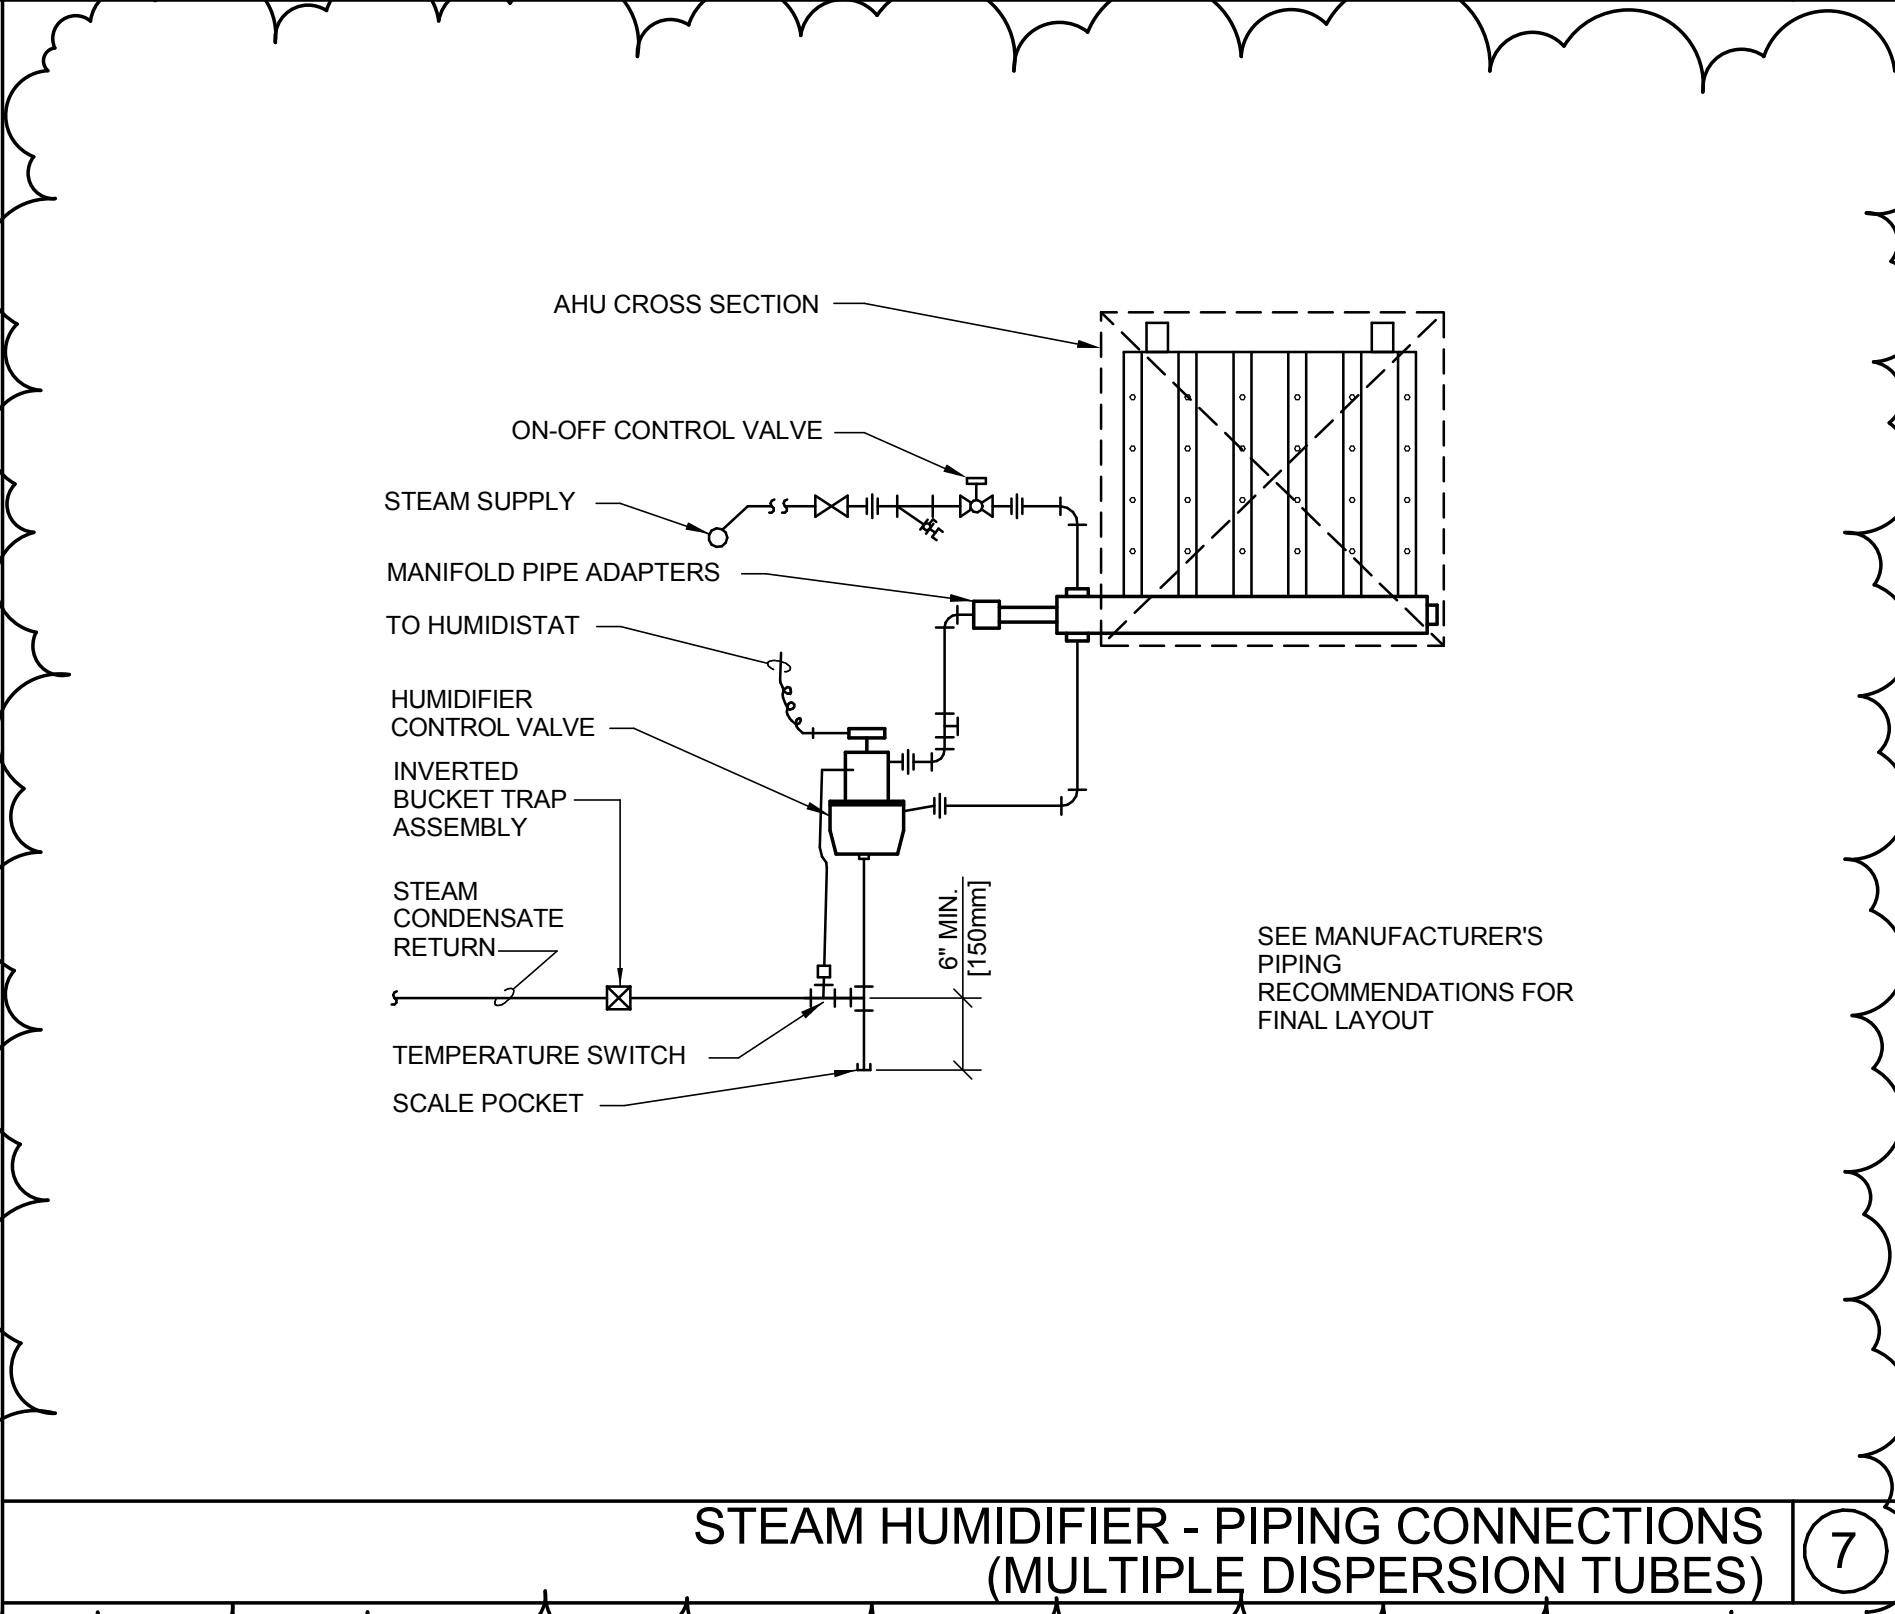 AHU CROSS SECTION
ON-OFF CONTROL VALVE
STEAM SUPPLY
MANIFOLD PIPE ADAPTERS
TO HUMIDISTAT
HUMIDIFIER
CONTROL VALVE
INVERTED
BUCKET TRAP
ASSEMBLY
STEAM
CONDENSATE
RETURN
6" MIN.
[150mm]
TEMPERATURE SWITCH
SCALE POCKET
SEE MANUFACTURER'S
PIPING
RECOMMENDATIONS FOR
FINAL LAYOUT
STEAM HUMIDIFIER - PIPING CONNECTIONS
(MULTIPLE DISPERSION TUBES)
7